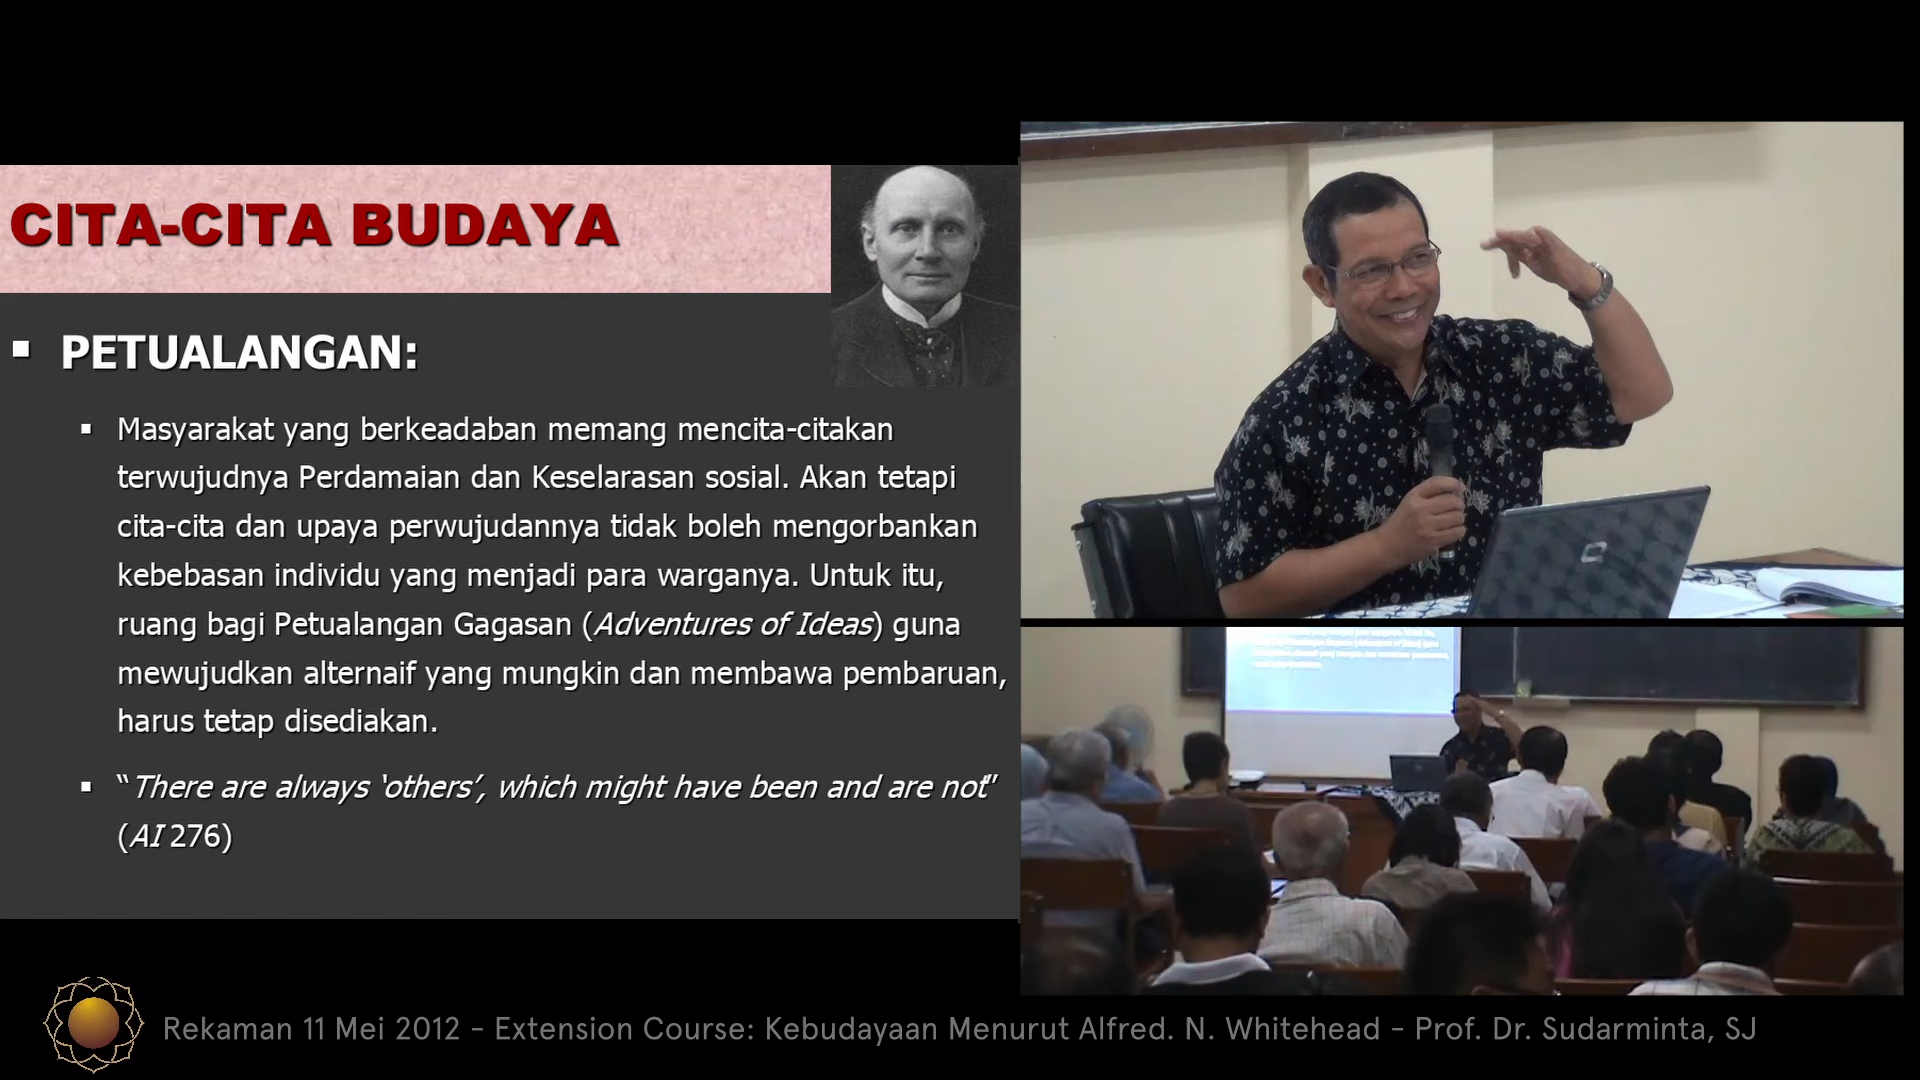 CITA-CITA BUDAYA
PETUALANGAN:
Masyarakat yang berkeadaban memang mencita-citakan
terwujudnya Perdamaian dan Keselarasan sosial. Akan tetapi
cita-cita dan upaya perwujudannya tidak boleh mengorbankan
kebebasan individu yang menjadi para warganya. Untuk itu,
ruang bagi Petualangan Gagasan (Adventures of Ideas) guna
mewujudkan alternaif yang mungkin dan membawa pembaruan,
harus tetap disediakan.
“There are always ‘others’, which might have been and are not”
(AI 276)
Rekaman 11 Mei 2012 - Extension Course: Kebudayaan Menurut Alfred. N. Whitehead - Prof. Dr. Sudarminta, SJ